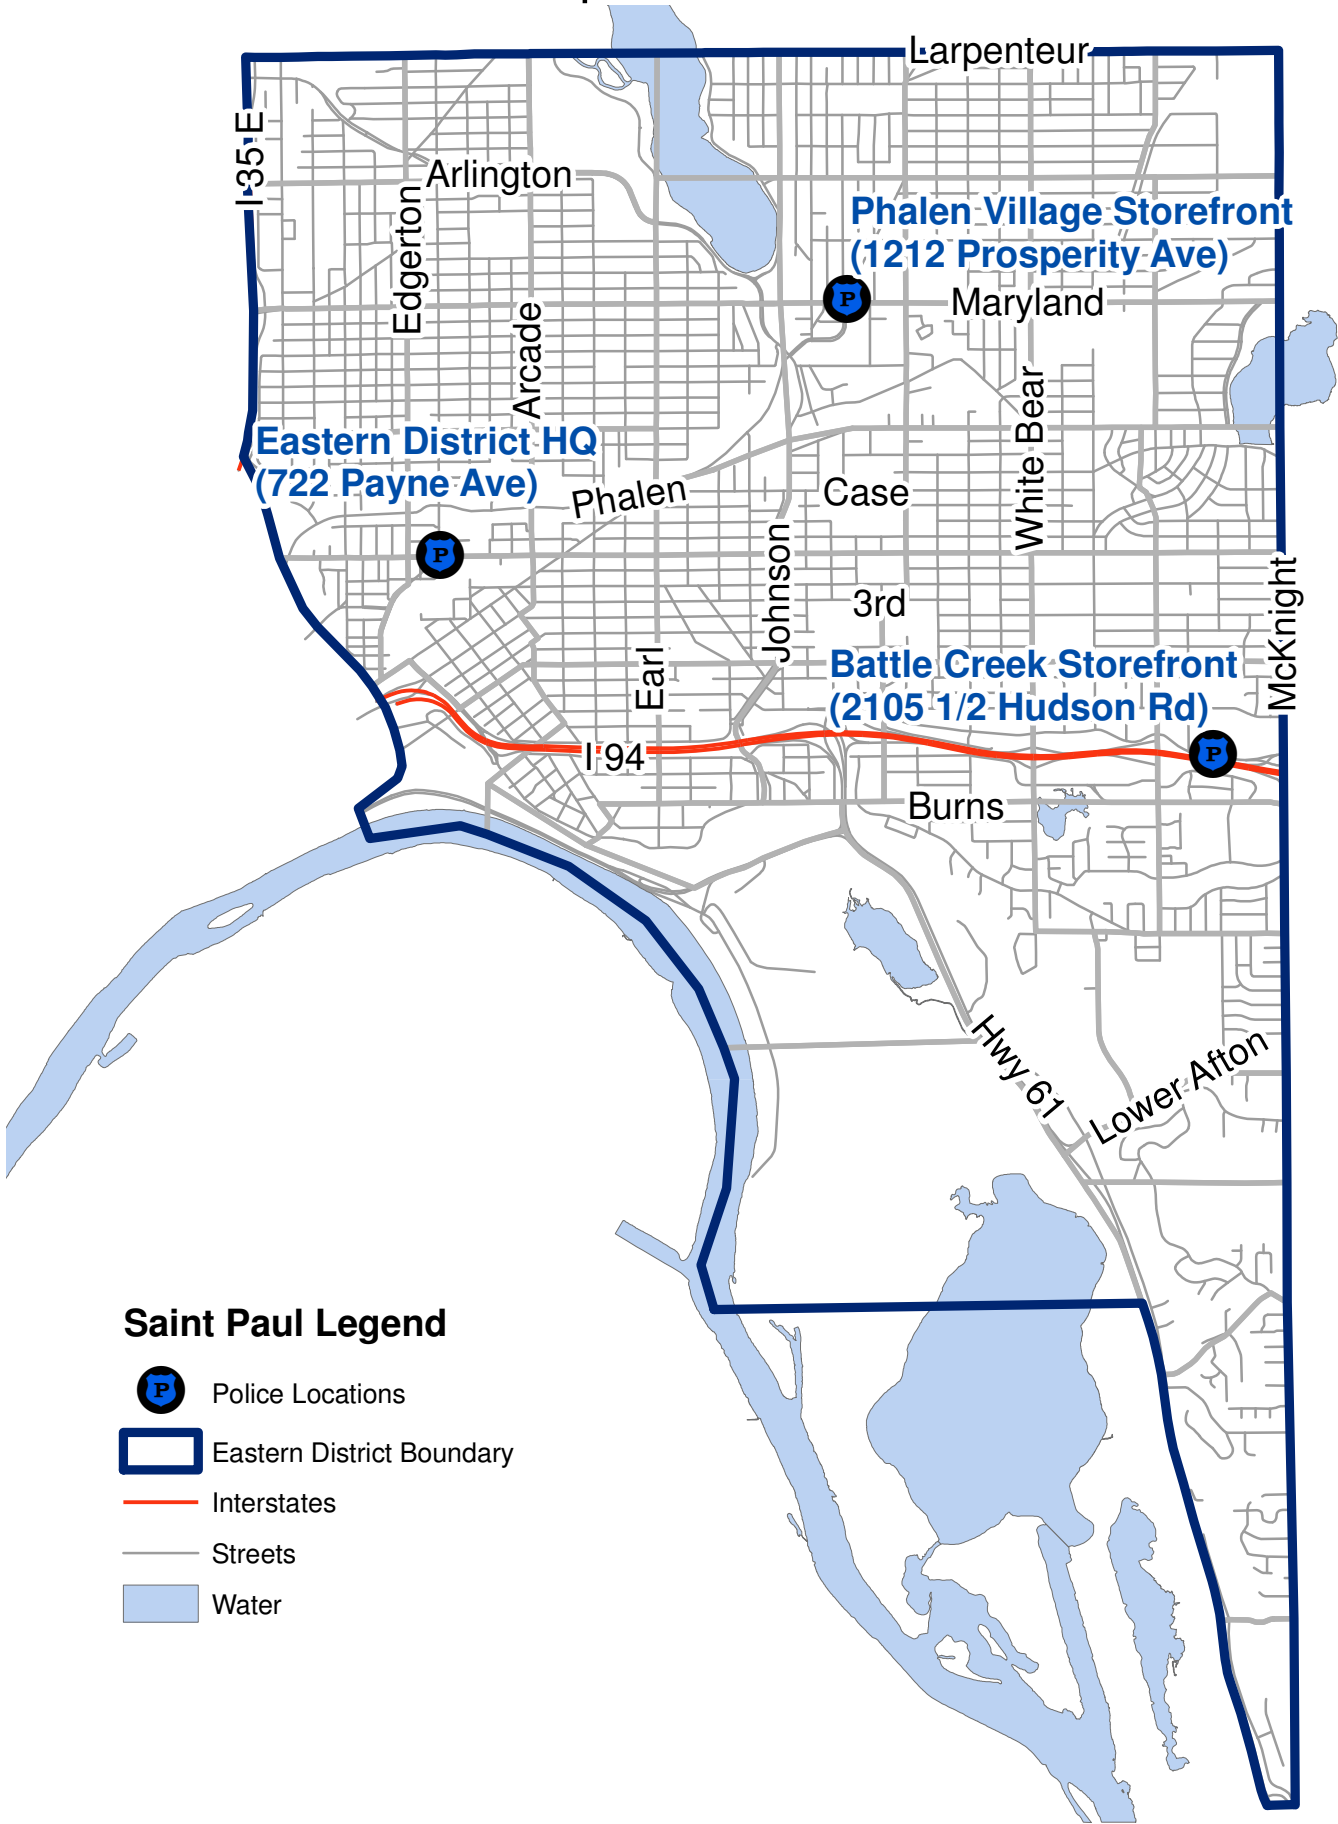 Larpenteur
I-35 E
Arlington
Edgerton
Phalen Village Storefront
(1212 Prosperity Ave)
P
Maryland
Arcade
White Bear
Eastern District HQ
(722 Payne Ave)
Phalen
Case
P
Johnson
3rd
McKnight
Earl
Battle Creek Storefront
(2105 1/2 Hudson Rd)
I 94
P
Burns
Hwy 61
Lower Afton
Saint Paul Legend
P
Police Locations
Eastern District Boundary
Interstates
Streets
Water